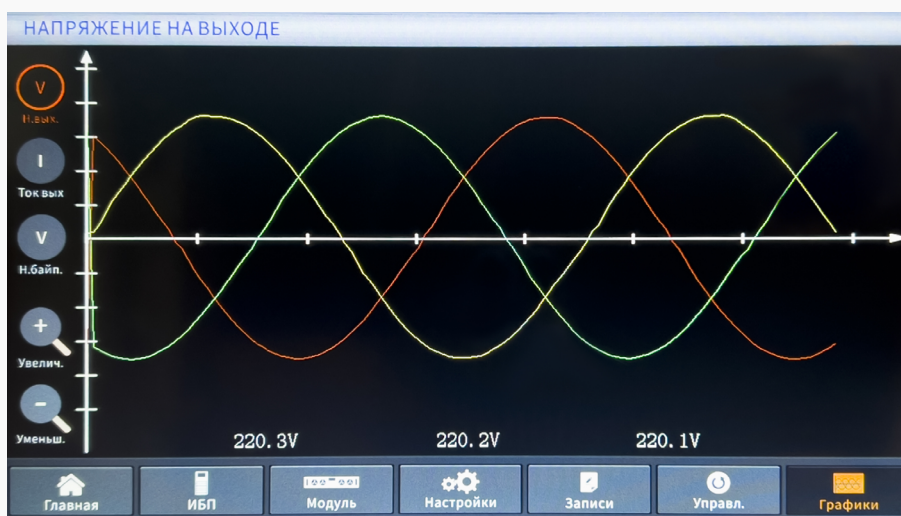 НАПРЯЖЕНИЕ НА ВЫХОДЕ
V
Н.вых.
I
Ток вых
V
Н.байп.
+
Увелич.
-
Уменьш.
220.3V 220.2V 220.1V
Главная ИБП Модуль Настройки Записи Управл. Графики